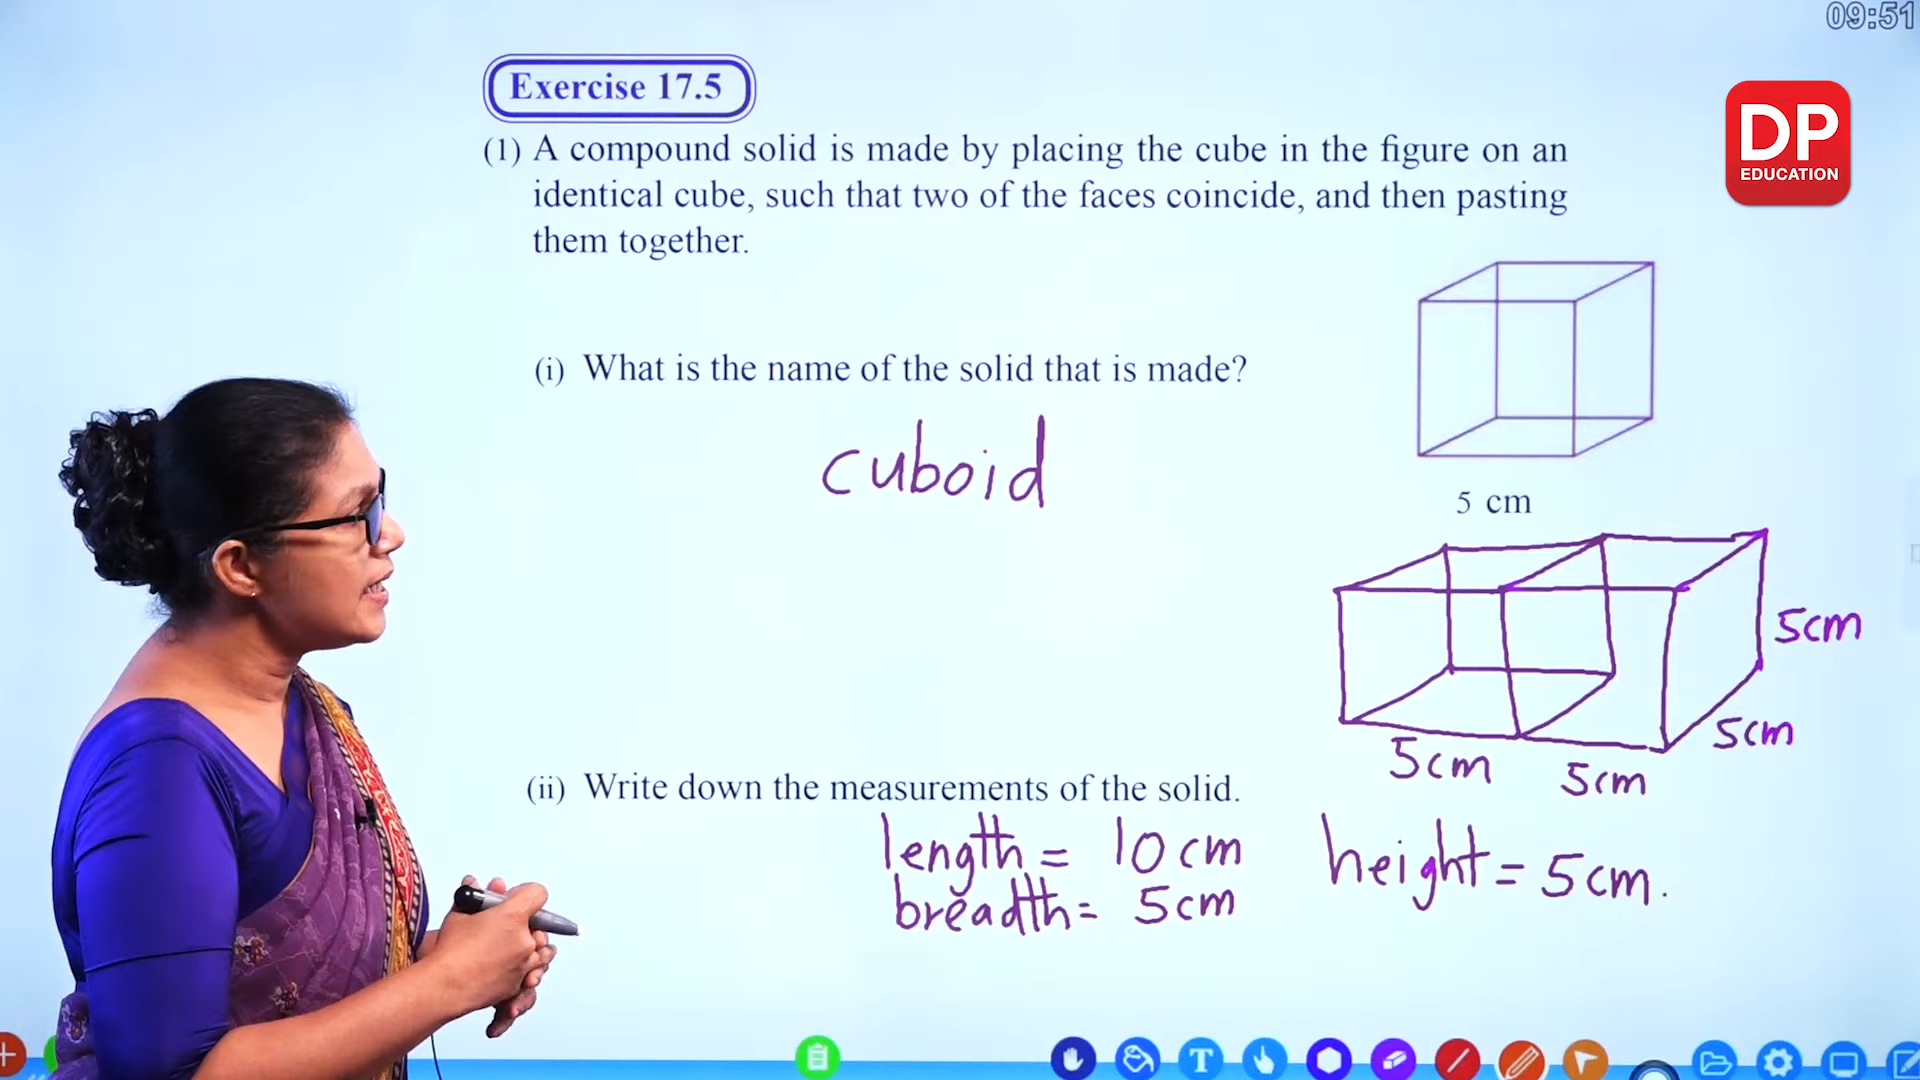 09:51
Exercise 17.5
DP
EDUCATION
(1) A compound solid is made by placing the cube in the figure on an
identical cube, such that two of the faces coincide, and then pasting
them together.
(i) What is the name of the solid that is made?
cuboid
5 cm
5cm
5cm
5cm
5cm
(ii) Write down the measurements of the solid.
length = 10 cm
breadth = 5cm
height = 5cm.
T